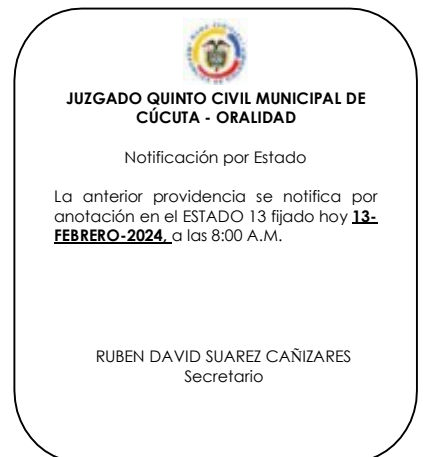 JUZGADO QUINTO CIVIL MUNICIPAL DE
CÚCUTA - ORALIDAD
Notificación por Estado
La anterior providencia se notifica por
anotación en el ESTADO 13 fijado hoy 13-
FEBRERO-2024, a las 8:00 A.M.
RUBEN DAVID SUAREZ CAÑIZARES
Secretario